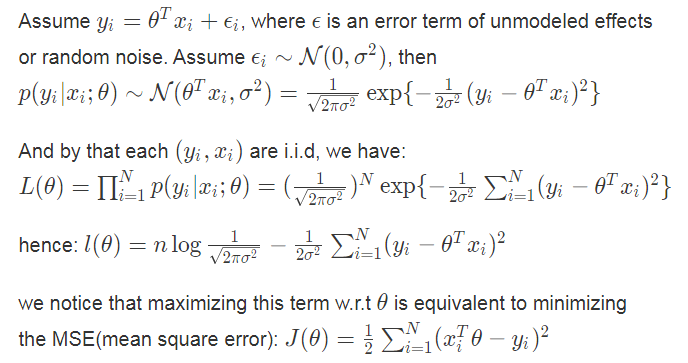 Assume $y_i = \theta^T x_i + \epsilon_i$, where $\epsilon$ is an error term of unmodeled effects
or random noise. Assume $\epsilon_i \sim \mathcal{N}(0, \sigma^2)$, then
$p(y_i|x_i; \theta) \sim \mathcal{N}(\theta^T x_i, \sigma^2) = \frac{1}{\sqrt{2\pi\sigma^2}} \exp\{-\frac{1}{2\sigma^2}(y_i - \theta^T x_i)^2\}$
And by that each $(y_i, x_i)$ are i.i.d, we have:
$L(\theta) = \prod_{i=1}^N p(y_i|x_i; \theta) = (\frac{1}{\sqrt{2\pi\sigma^2}})^N \exp\{-\frac{1}{2\sigma^2} \sum_{i=1}^N (y_i - \theta^T x_i)^2\}$
hence: $l(\theta) = n \log \frac{1}{\sqrt{2\pi\sigma^2}} - \frac{1}{2\sigma^2} \sum_{i=1}^N (y_i - \theta^T x_i)^2$
we notice that maximizing this term w.r.t $\theta$ is equivalent to minimizing
the MSE(mean square error): $J(\theta) = \frac{1}{2} \sum_{i=1}^N (x_i^T \theta - y_i)^2$